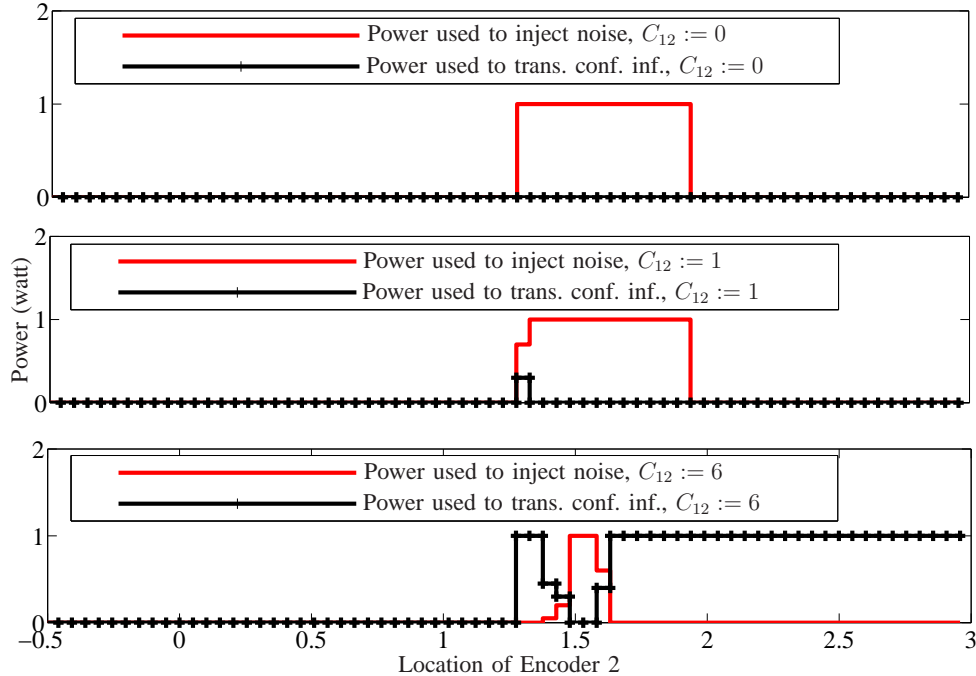 2
Power used to inject noise, C₁₂ := 0
Power used to trans. conf. inf., C₁₂ := 0
1
0
2
Power used to inject noise, C₁₂ := 1
Power used to trans. conf. inf., C₁₂ := 1
1
0
Power (watt)
2
Power used to inject noise, C₁₂ := 6
Power used to trans. conf. inf., C₁₂ := 6
1
0
−0.5 0 0.5 1 1.5 2 2.5 3
Location of Encoder 2